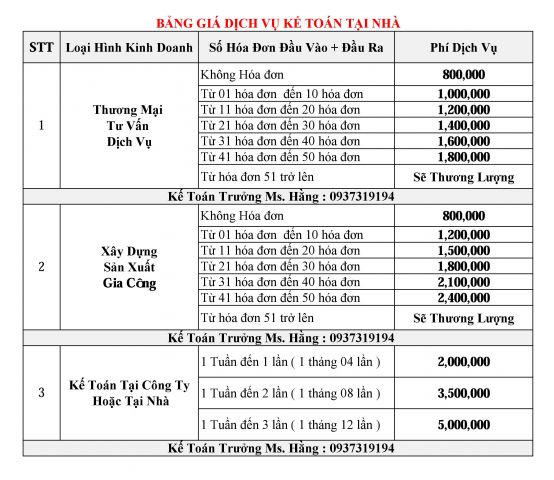 BẢNG GIÁ DỊCH VỤ KẾ TOÁN TẠI NHÀ
STT Loại Hình Kinh Doanh Số Hóa Đơn Đầu Vào + Đầu Ra Phí Dịch Vụ
1
Thương Mại
Tư Vấn
Dịch Vụ
Không Hóa đơn 800,000
Từ 01 hóa đơn đến 10 hóa đơn 1,000,000
Từ 11 hóa đơn đến 20 hóa đơn 1,200,000
Từ 21 hóa đơn đến 30 hóa đơn 1,400,000
Từ 31 hóa đơn đến 40 hóa đơn 1,600,000
Từ 41 hóa đơn đến 50 hóa đơn 1,800,000
Từ hóa đơn 51 trở lên Sẽ Thương Lượng
Kế Toán Trưởng Ms. Hằng : 0937319194
2
Xây Dựng
Sản Xuất
Gia Công
Không Hóa đơn 800,000
Từ 01 hóa đơn đến 10 hóa đơn 1,200,000
Từ 11 hóa đơn đến 20 hóa đơn 1,500,000
Từ 21 hóa đơn đến 30 hóa đơn 1,800,000
Từ 31 hóa đơn đến 40 hóa đơn 2,100,000
Từ 41 hóa đơn đến 50 hóa đơn 2,400,000
Từ hóa đơn 51 trở lên Sẽ Thương Lượng
Kế Toán Trưởng Ms. Hằng : 0937319194
3
Kế Toán Tại Công Ty
Hoặc Tại Nhà
1 Tuần đến 1 lần ( 1 tháng 04 lần ) 2,000,000
1 Tuần đến 2 lần ( 1 tháng 08 lần ) 3,500,000
1 Tuần đến 3 lần ( 1 tháng 12 lần ) 5,000,000
Kế Toán Trưởng Ms. Hằng : 0937319194